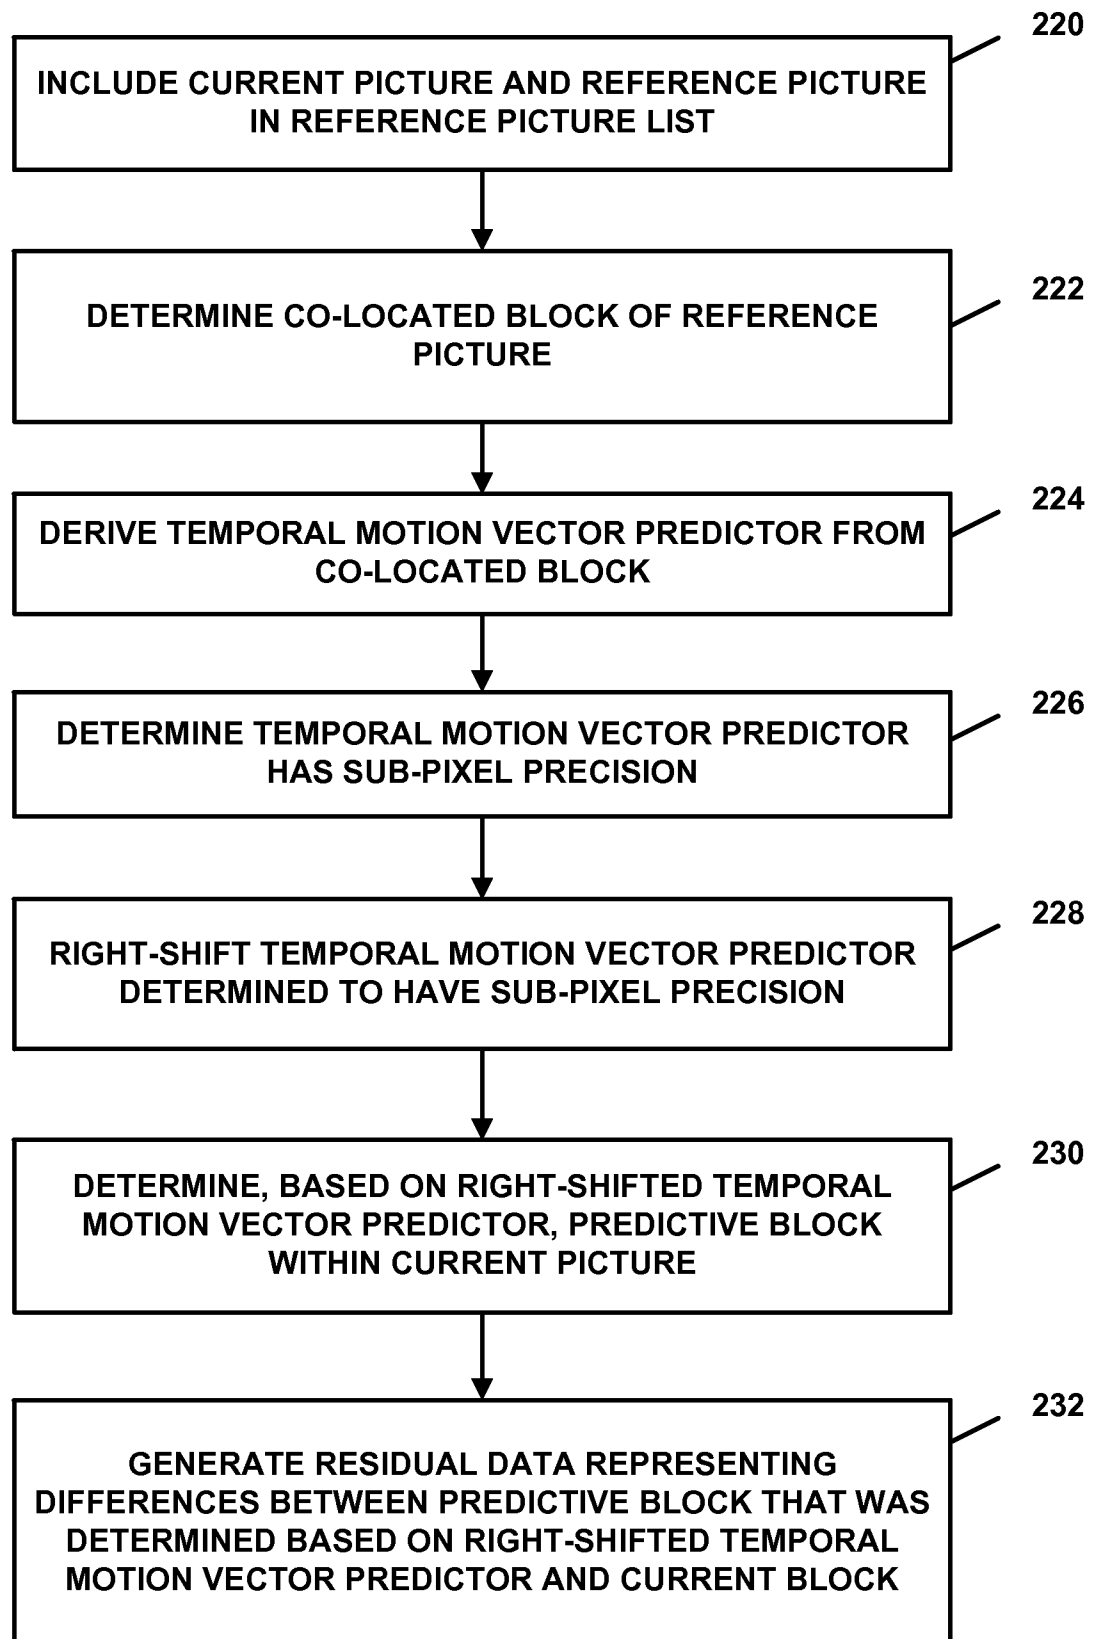 220
INCLUDE CURRENT PICTURE AND REFERENCE PICTURE
IN REFERENCE PICTURE LIST
222
DETERMINE CO-LOCATED BLOCK OF REFERENCE
PICTURE
224
DERIVE TEMPORAL MOTION VECTOR PREDICTOR FROM
CO-LOCATED BLOCK
226
DETERMINE TEMPORAL MOTION VECTOR PREDICTOR
HAS SUB-PIXEL PRECISION
228
RIGHT-SHIFT TEMPORAL MOTION VECTOR PREDICTOR
DETERMINED TO HAVE SUB-PIXEL PRECISION
230
DETERMINE, BASED ON RIGHT-SHIFTED TEMPORAL
MOTION VECTOR PREDICTOR, PREDICTIVE BLOCK
WITHIN CURRENT PICTURE
232
GENERATE RESIDUAL DATA REPRESENTING
DIFFERENCES BETWEEN PREDICTIVE BLOCK THAT WAS
DETERMINED BASED ON RIGHT-SHIFTED TEMPORAL
MOTION VECTOR PREDICTOR AND CURRENT BLOCK